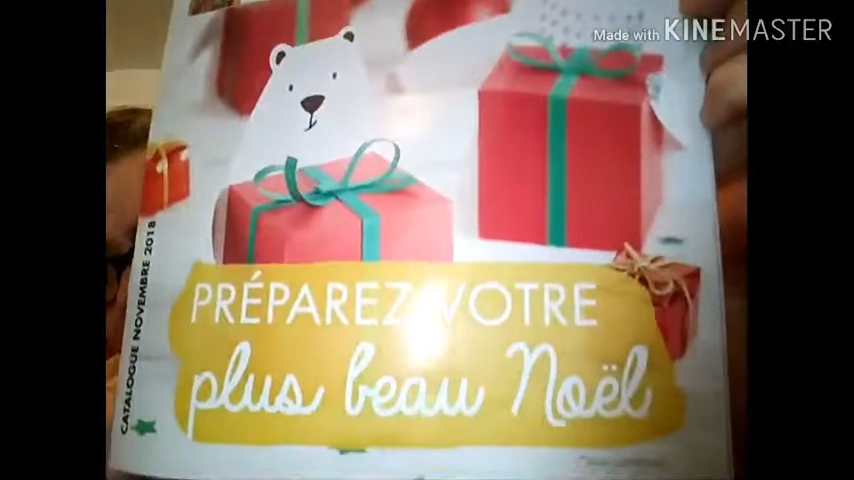 Made with KINEMASTER
PRÉPAREZ VOTRE
plus beau Noël
CATALOGUE NOVEMBRE 2018